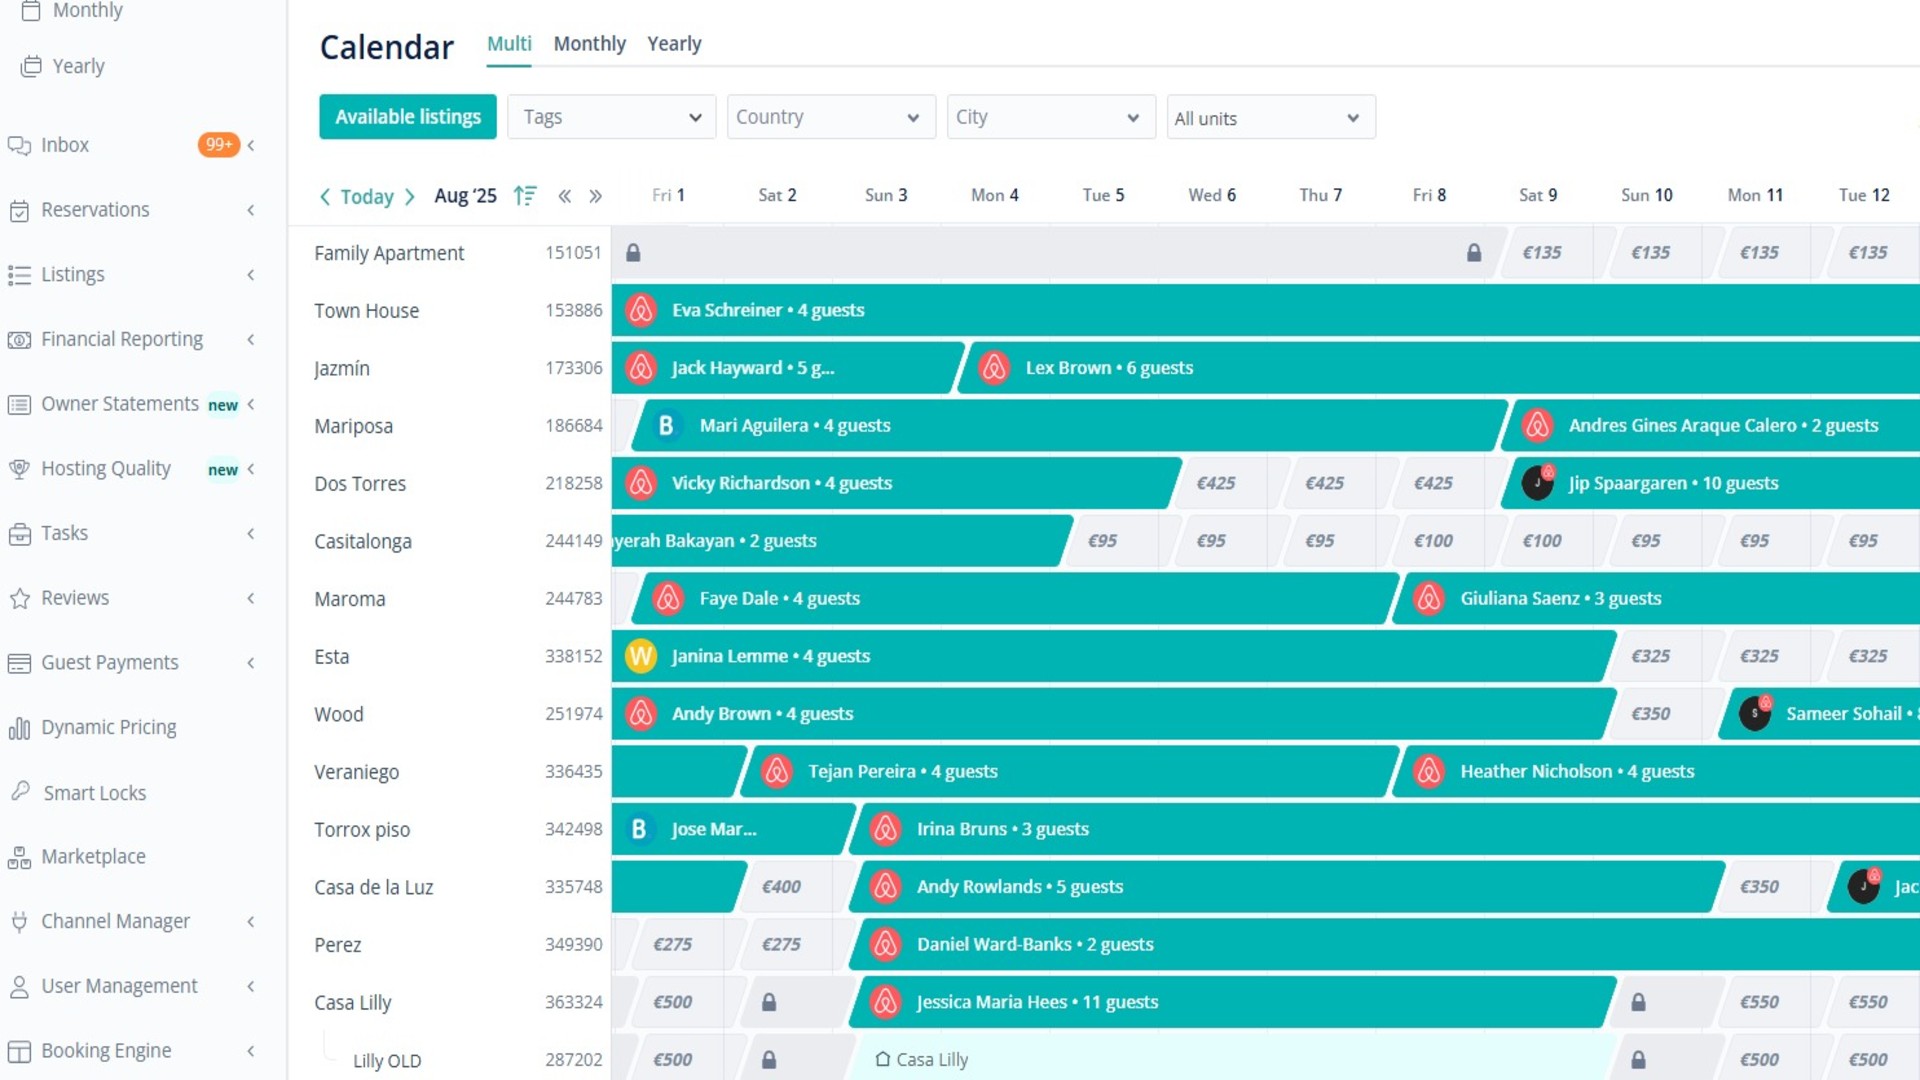 Monthly
Yearly
Inbox 99+
Reservations
Listings
Financial Reporting
Owner Statements new
Hosting Quality new
Tasks
Reviews
Guest Payments
Dynamic Pricing
Smart Locks
Marketplace
Channel Manager
User Management
Booking Engine
Calendar Multi Monthly Yearly
Available listings Tags Country City All units
Today Aug '25 Fri 1 Sat 2 Sun 3 Mon 4 Tue 5 Wed 6 Thu 7 Fri 8 Sat 9 Sun 10 Mon 11 Tue 12
Family Apartment 151051 €135 €135 €135 €135
Town House 153886 Eva Schreiner • 4 guests
Jazmín 173306 Jack Hayward • 5 g... Lex Brown • 6 guests
Mariposa 186684 B Mari Aguilera • 4 guests Andres Gines Araque Calero • 2 guests
Dos Torres 218258 Vicky Richardson • 4 guests €425 €425 €425 J Jip Spaargaren • 10 guests
Casitalonga 244149 yerah Bakayan • 2 guests €95 €95 €95 €100 €100 €95 €95 €95
Maroma 244783 Faye Dale • 4 guests Giuliana Saenz • 3 guests
Esta 338152 W Janina Lemme • 4 guests €325 €325 €325
Wood 251974 Andy Brown • 4 guests €350 S Sameer Sohail •
Veraniego 336435 Tejan Pereira • 4 guests Heather Nicholson • 4 guests
Torrox piso 342498 B Jose Mar... Irina Bruns • 3 guests
Casa de la Luz 335748 €400 Andy Rowlands • 5 guests €350 J Jac
Perez 349390 €275 €275 Daniel Ward-Banks • 2 guests
Casa Lilly 363324 €500 Jessica Maria Hees • 11 guests €550 €550
Lilly OLD 287202 €500 Casa Lilly €500 €500